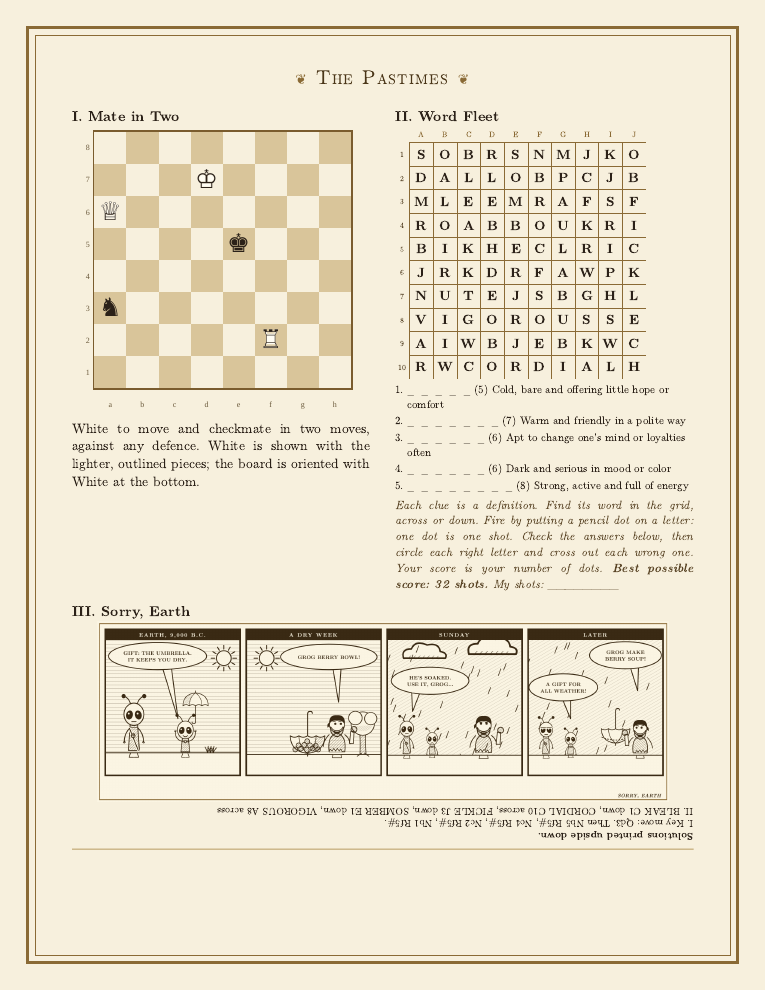 ❦ The Pastimes ❦
I. Mate in Two
8
7
6
5
4
3
2
1
a b c d e f g h
White to move and checkmate in two moves,
against any defence. White is shown with the
lighter, outlined pieces; the board is oriented with
White at the bottom.
II. Word Fleet
A B C D E F G H I J
1 S O B R S N M J K O
2 D A L L O B P C J B
3 M L E E M R A F S F
4 R O A B B O U K R I
5 B I K H E C L R I C
6 J R K D R F A W P K
7 N U T E J S B G H L
8 V I G O R O U S S E
9 A I W B J E B K W C
10 R W C O R D I A L H
1. _ _ _ _ _ (5) Cold, bare and offering little hope or
comfort
2. _ _ _ _ _ _ _ (7) Warm and friendly in a polite way
3. _ _ _ _ _ _ (6) Apt to change one's mind or loyalties
often
4. _ _ _ _ _ _ (6) Dark and serious in mood or color
5. _ _ _ _ _ _ _ _ (8) Strong, active and full of energy
Each clue is a definition. Find its word in the grid,
across or down. Fire by putting a pencil dot on a letter:
one dot is one shot. Check the answers below, then
circle each right letter and cross out each wrong one.
Your score is your number of dots. Best possible
score: 32 shots. My shots: ____________
III. Sorry, Earth
EARTH, 9,000 B.C.
GIFT: THE UMBRELLA.
IT KEEPS YOU DRY.
A DRY WEEK
GROG BERRY BOWL!
SUNDAY
HE'S SOAKED.
USE IT, GROG...
LATER
GROG MAKE
BERRY SOUP!
A GIFT FOR
ALL WEATHER!
SORRY, EARTH
Solutions printed upside down.
I. Key move: Qd3. Then Nb5 Rf5#, Nc4 Rf5#, Nc2 Rf5#, Nb1 Rf5#.
II. BLEAK C1 down, CORDIAL C10 across, FICKLE J3 down, SOMBER E1 down, VIGOROUS A8 across